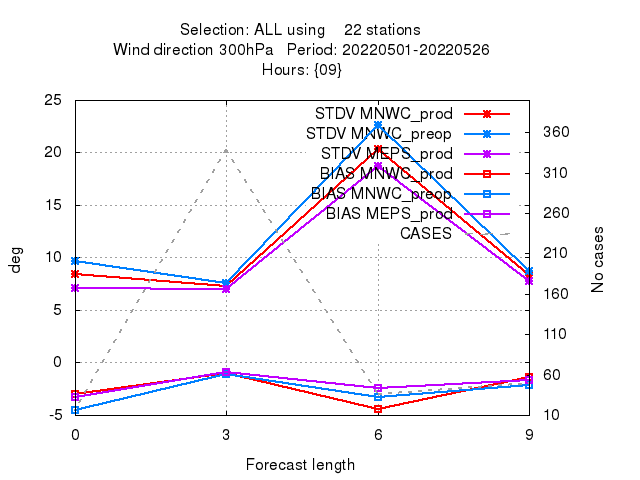 Selection: ALL using    22 stations
Wind direction 300hPa   Period: 20220501-20220526
Hours: {09}
STDV MNWC_prod
STDV MNWC_preop
STDV MEPS_prod
BIAS MNWC_prod
BIAS MNWC_preop
BIAS MEPS_prod
CASES
25
20
15
10
5
0
-5
deg
360
310
260
210
160
110
60
10
No cases
0 3 6 9
Forecast length